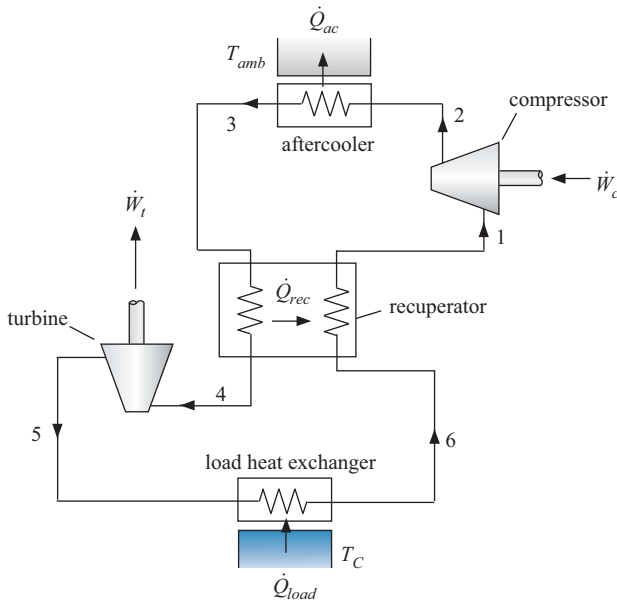 Q̇ac
Tamb
3
2
compressor
aftercooler
Ẇc
Ẇt
1
Q̇rec
recuperator
turbine
4
5
6
load heat exchanger
TC
Q̇load